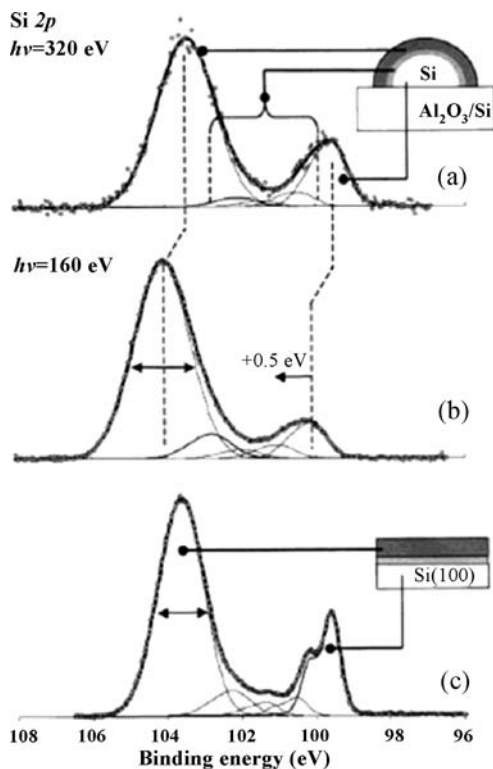 Si 2p
hν=320 eV
Si
Al₂O₃/Si
(a)
hν=160 eV
+0.5 eV
(b)
Si(100)
(c)
108 106 104 102 100 98 96
Binding energy (eV)